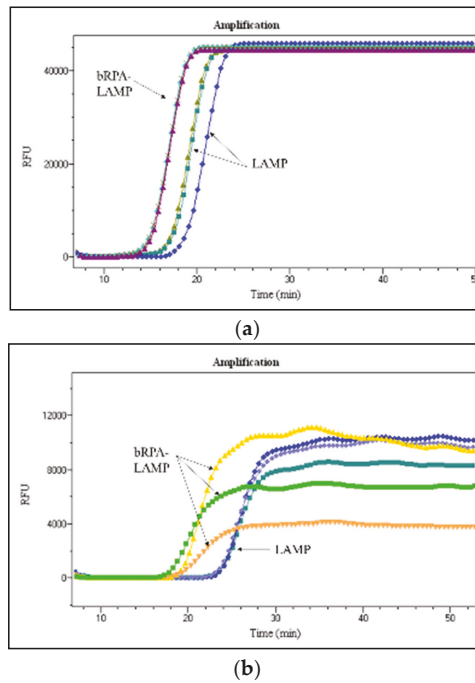 Amplification
40000
bRPA-
LAMP
RFU
LAMP
20000
0
10
20
30
40
50
Time (min)
(a)
Amplification
12000
bRPA-
LAMP
8000
RFU
4000
LAMP
0
10
20
30
40
50
Time (min)
(b)